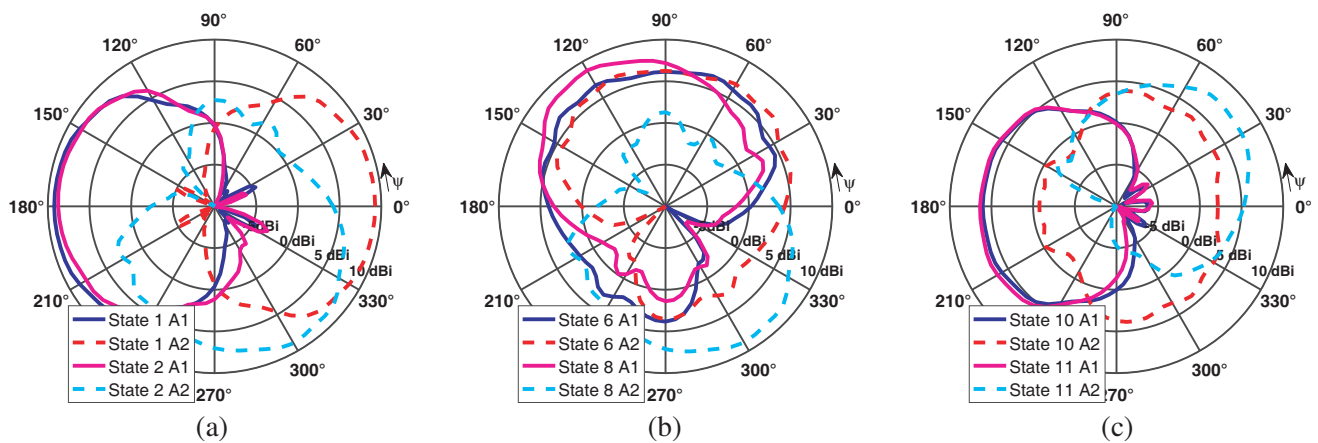 90°
120°
60°
150°
30°
ψ
180°
0°
0 dBi
5 dBi
10 dBi
210°
330°
300°
270°
State 1 A1
State 1 A2
State 2 A1
State 2 A2
(a)
90°
120°
60°
150°
30°
ψ
180°
0°
-5 dBi
0 dBi
5 dBi
10 dBi
210°
330°
300°
270°
State 6 A1
State 6 A2
State 8 A1
State 8 A2
(b)
90°
120°
60°
150°
30°
ψ
180°
0°
-5 dBi
0 dBi
5 dBi
10 dBi
210°
330°
300°
270°
State 10 A1
State 10 A2
State 11 A1
State 11 A2
(c)